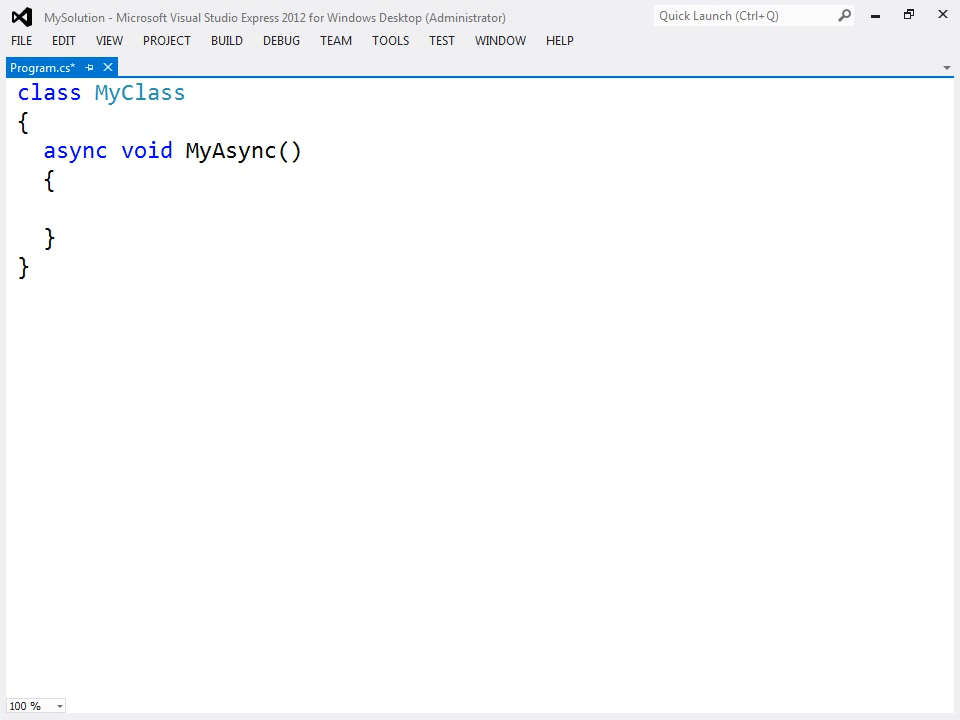 MySolution - Microsoft Visual Studio Express 2012 for Windows Desktop (Administrator)
Quick Launch (Ctrl+Q)
FILE EDIT VIEW PROJECT BUILD DEBUG TEAM TOOLS TEST WINDOW HELP
Program.cs*
class MyClass
{
  async void MyAsync()
  {

  }
}
100 %